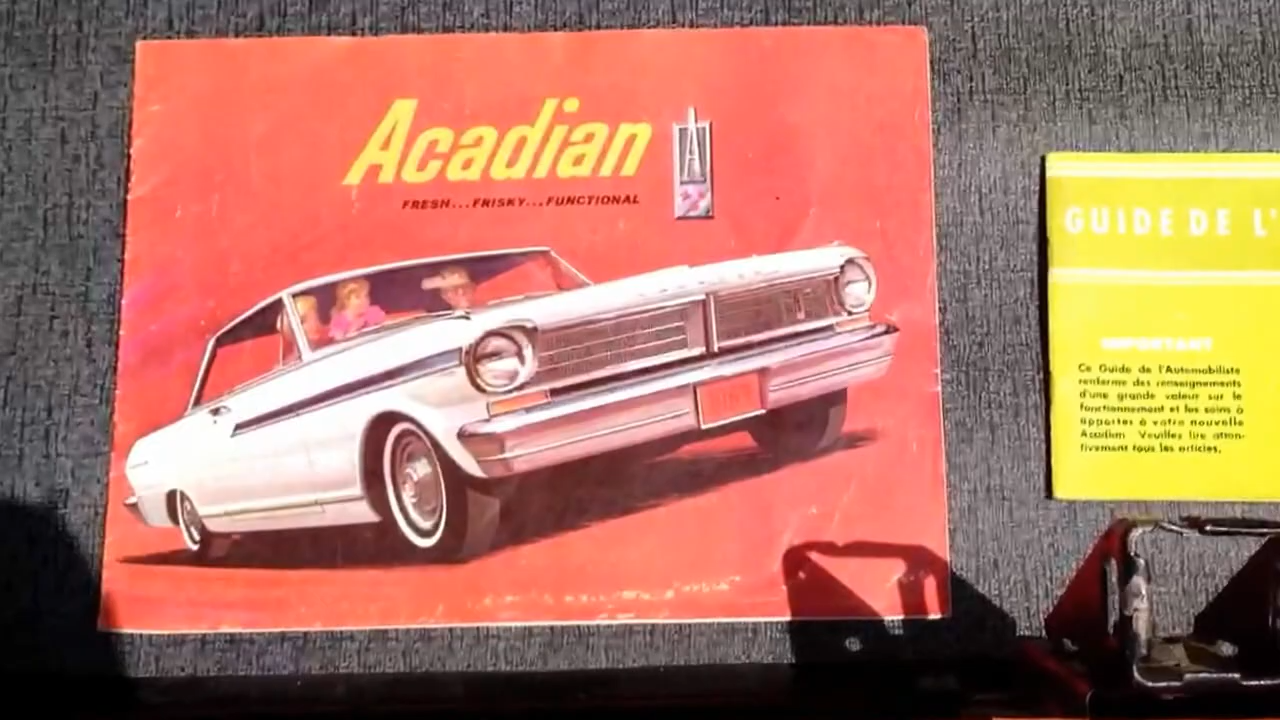 Acadian
A
FRESH...FRISKY...FUNCTIONAL
GUIDE DE L'
IMPORTANT
Ce Guide de l'Automobiliste
renferme des renseignements
d'une grande valeur sur le
fonctionnement et les soins à
apporter à votre nouvelle
Acadian. Veuillez lire atten-
tivement tous les articles.